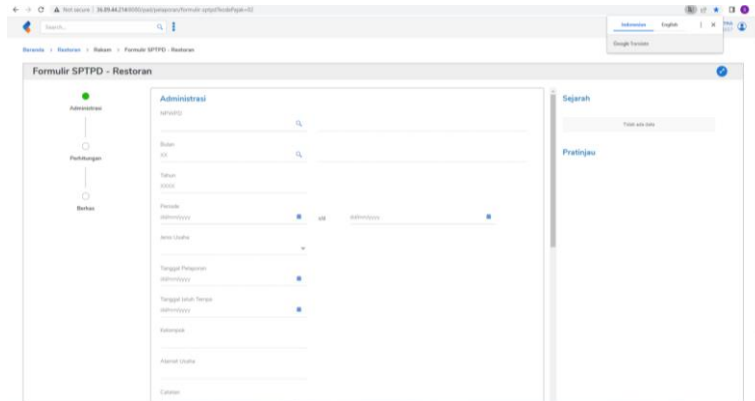 Not secure
Search...
Indonesian English
Google Translate
Beranda > Restoran > Rekam > Formulir SPTPD - Restoran
Formulir SPTPD - Restoran
Administrasi
Perhitungan
Berkas
Administrasi
NPWPD
Bulan
XX
Tahun
XXXX
Periode
dd/mm/yyyy s/d dd/mm/yyyy
Jenis Usaha
Tanggal Pelaporan
dd/mm/yyyy
Tanggal Jatuh Tempo
dd/mm/yyyy
Kelompok
Alamat Usaha
Catatan
Sejarah
Tidak ada data
Pratinjau